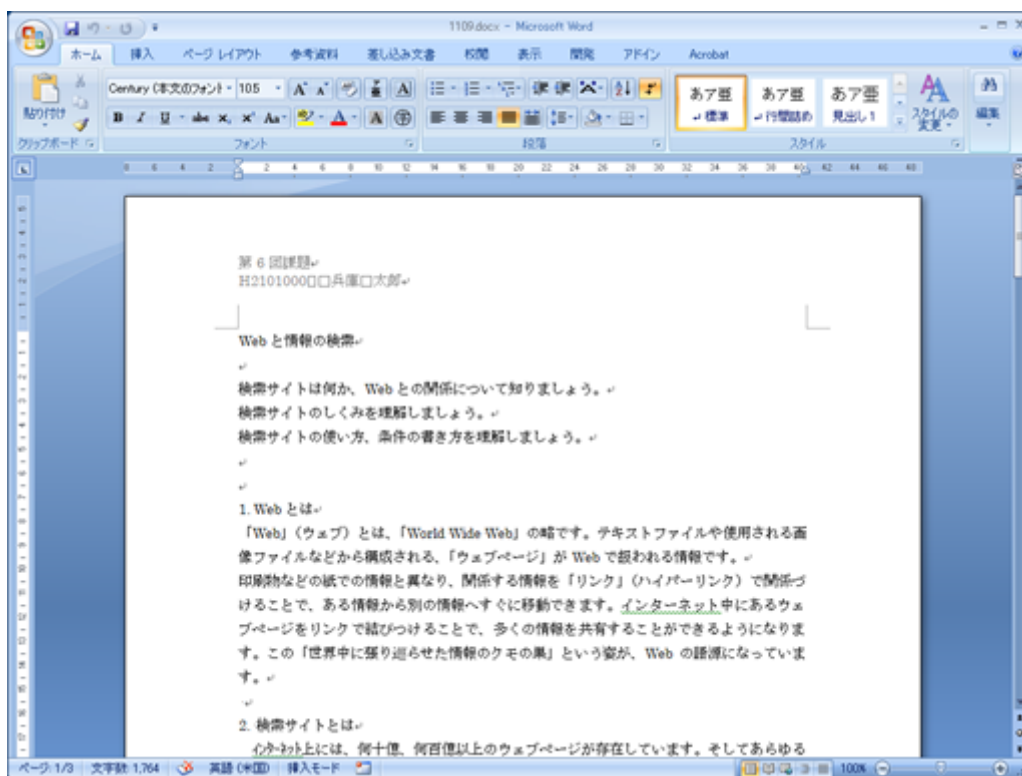 1109.docx - Microsoft Word
ホーム 挿入 ページ レイアウト 参考資料 差し込み文書 校閲 表示 開発 アドイン Acrobat
Century (本文のフォント) 10.5
貼り付け
あア亜 あア亜 あア亜
標準 行間詰め 見出し 1
スタイルの変更 編集
クリップボード フォント 段落 スタイル
第 6 回課題
H2101000□□兵庫□太郎
Web と情報の検索
検索サイトは何か、Web との関係について知りましょう。
検索サイトのしくみを理解しましょう。
検索サイトの使い方、条件の書き方を理解しましょう。
1. Web とは
「Web」（ウェブ）とは、「World Wide Web」の略です。テキストファイルや使用される画
像ファイルなどから構成される、「ウェブページ」が Web で扱われる情報です。
印刷物などの紙での情報と異なり、関係する情報を「リンク」（ハイパーリンク）で関係づ
けることで、ある情報から別の情報へすぐに移動できます。インターネット中にあるウェ
ブページをリンクで結びつけることで、多くの情報を共有することができるようになりま
す。この「世界中に張り巡らせた情報のクモの巣」という姿が、Web の語源になっていま
す。
2. 検索サイトとは
インターネット上には、何十億、何百億以上のウェブページが存在しています。そしてあらゆる
ページ: 1/3 文字数: 1,764 英語 (米国) 挿入モード 100%